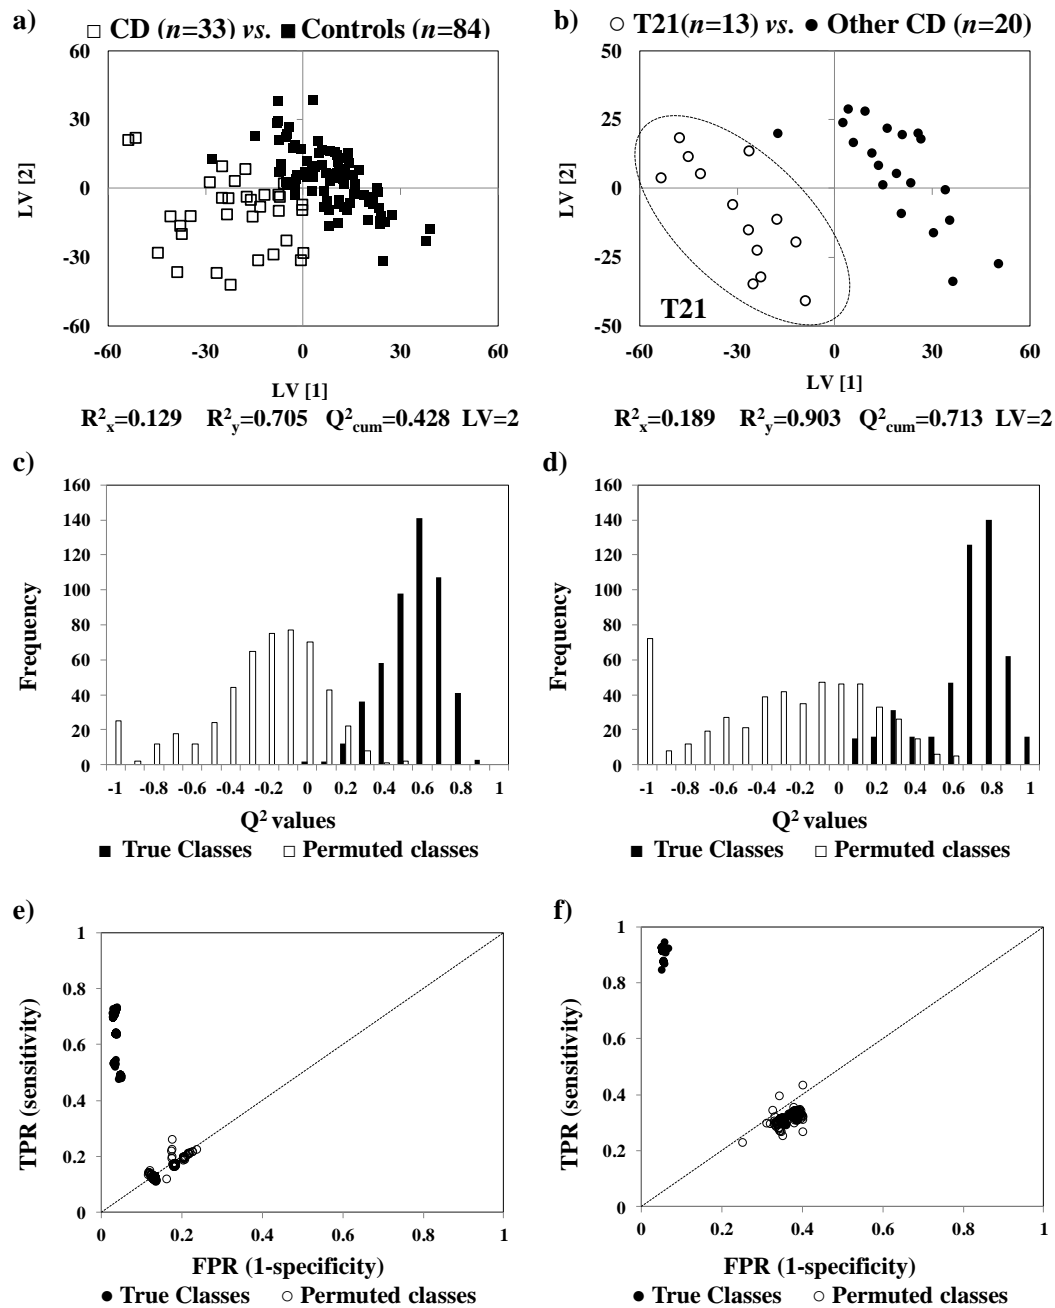 a)
□ CD (n=33) vs. ■ Controls (n=84)
60
30
0
-30
-60
LV [2]
-60 -30 0 30 60
LV [1]
R²x=0.129 R²y=0.705 Q²cum=0.428 LV=2
b)
○ T21(n=13) vs. ● Other CD (n=20)
50
25
0
-25
-50
LV [2]
T21
-60 -30 0 30 60
LV [1]
R²x=0.189 R²y=0.903 Q²cum=0.713 LV=2
c)
160
140
120
100
80
60
40
20
0
Frequency
-1 -0.8 -0.6 -0.4 -0.2 0 0.2 0.4 0.6 0.8 1
Q² values
■ True Classes □ Permuted classes
d)
160
140
120
100
80
60
40
20
0
Frequency
-1 -0.8 -0.6 -0.4 -0.2 0 0.2 0.4 0.6 0.8 1
Q² values
■ True Classes □ Permuted classes
e)
1
0.8
0.6
0.4
0.2
0
TPR (sensitivity)
0 0.2 0.4 0.6 0.8 1
FPR (1-specificity)
● True Classes ○ Permuted classes
f)
1
0.8
0.6
0.4
0.2
0
TPR (sensitivity)
0 0.2 0.4 0.6 0.8 1
FPR (1-specificity)
● True Classes ○ Permuted classes